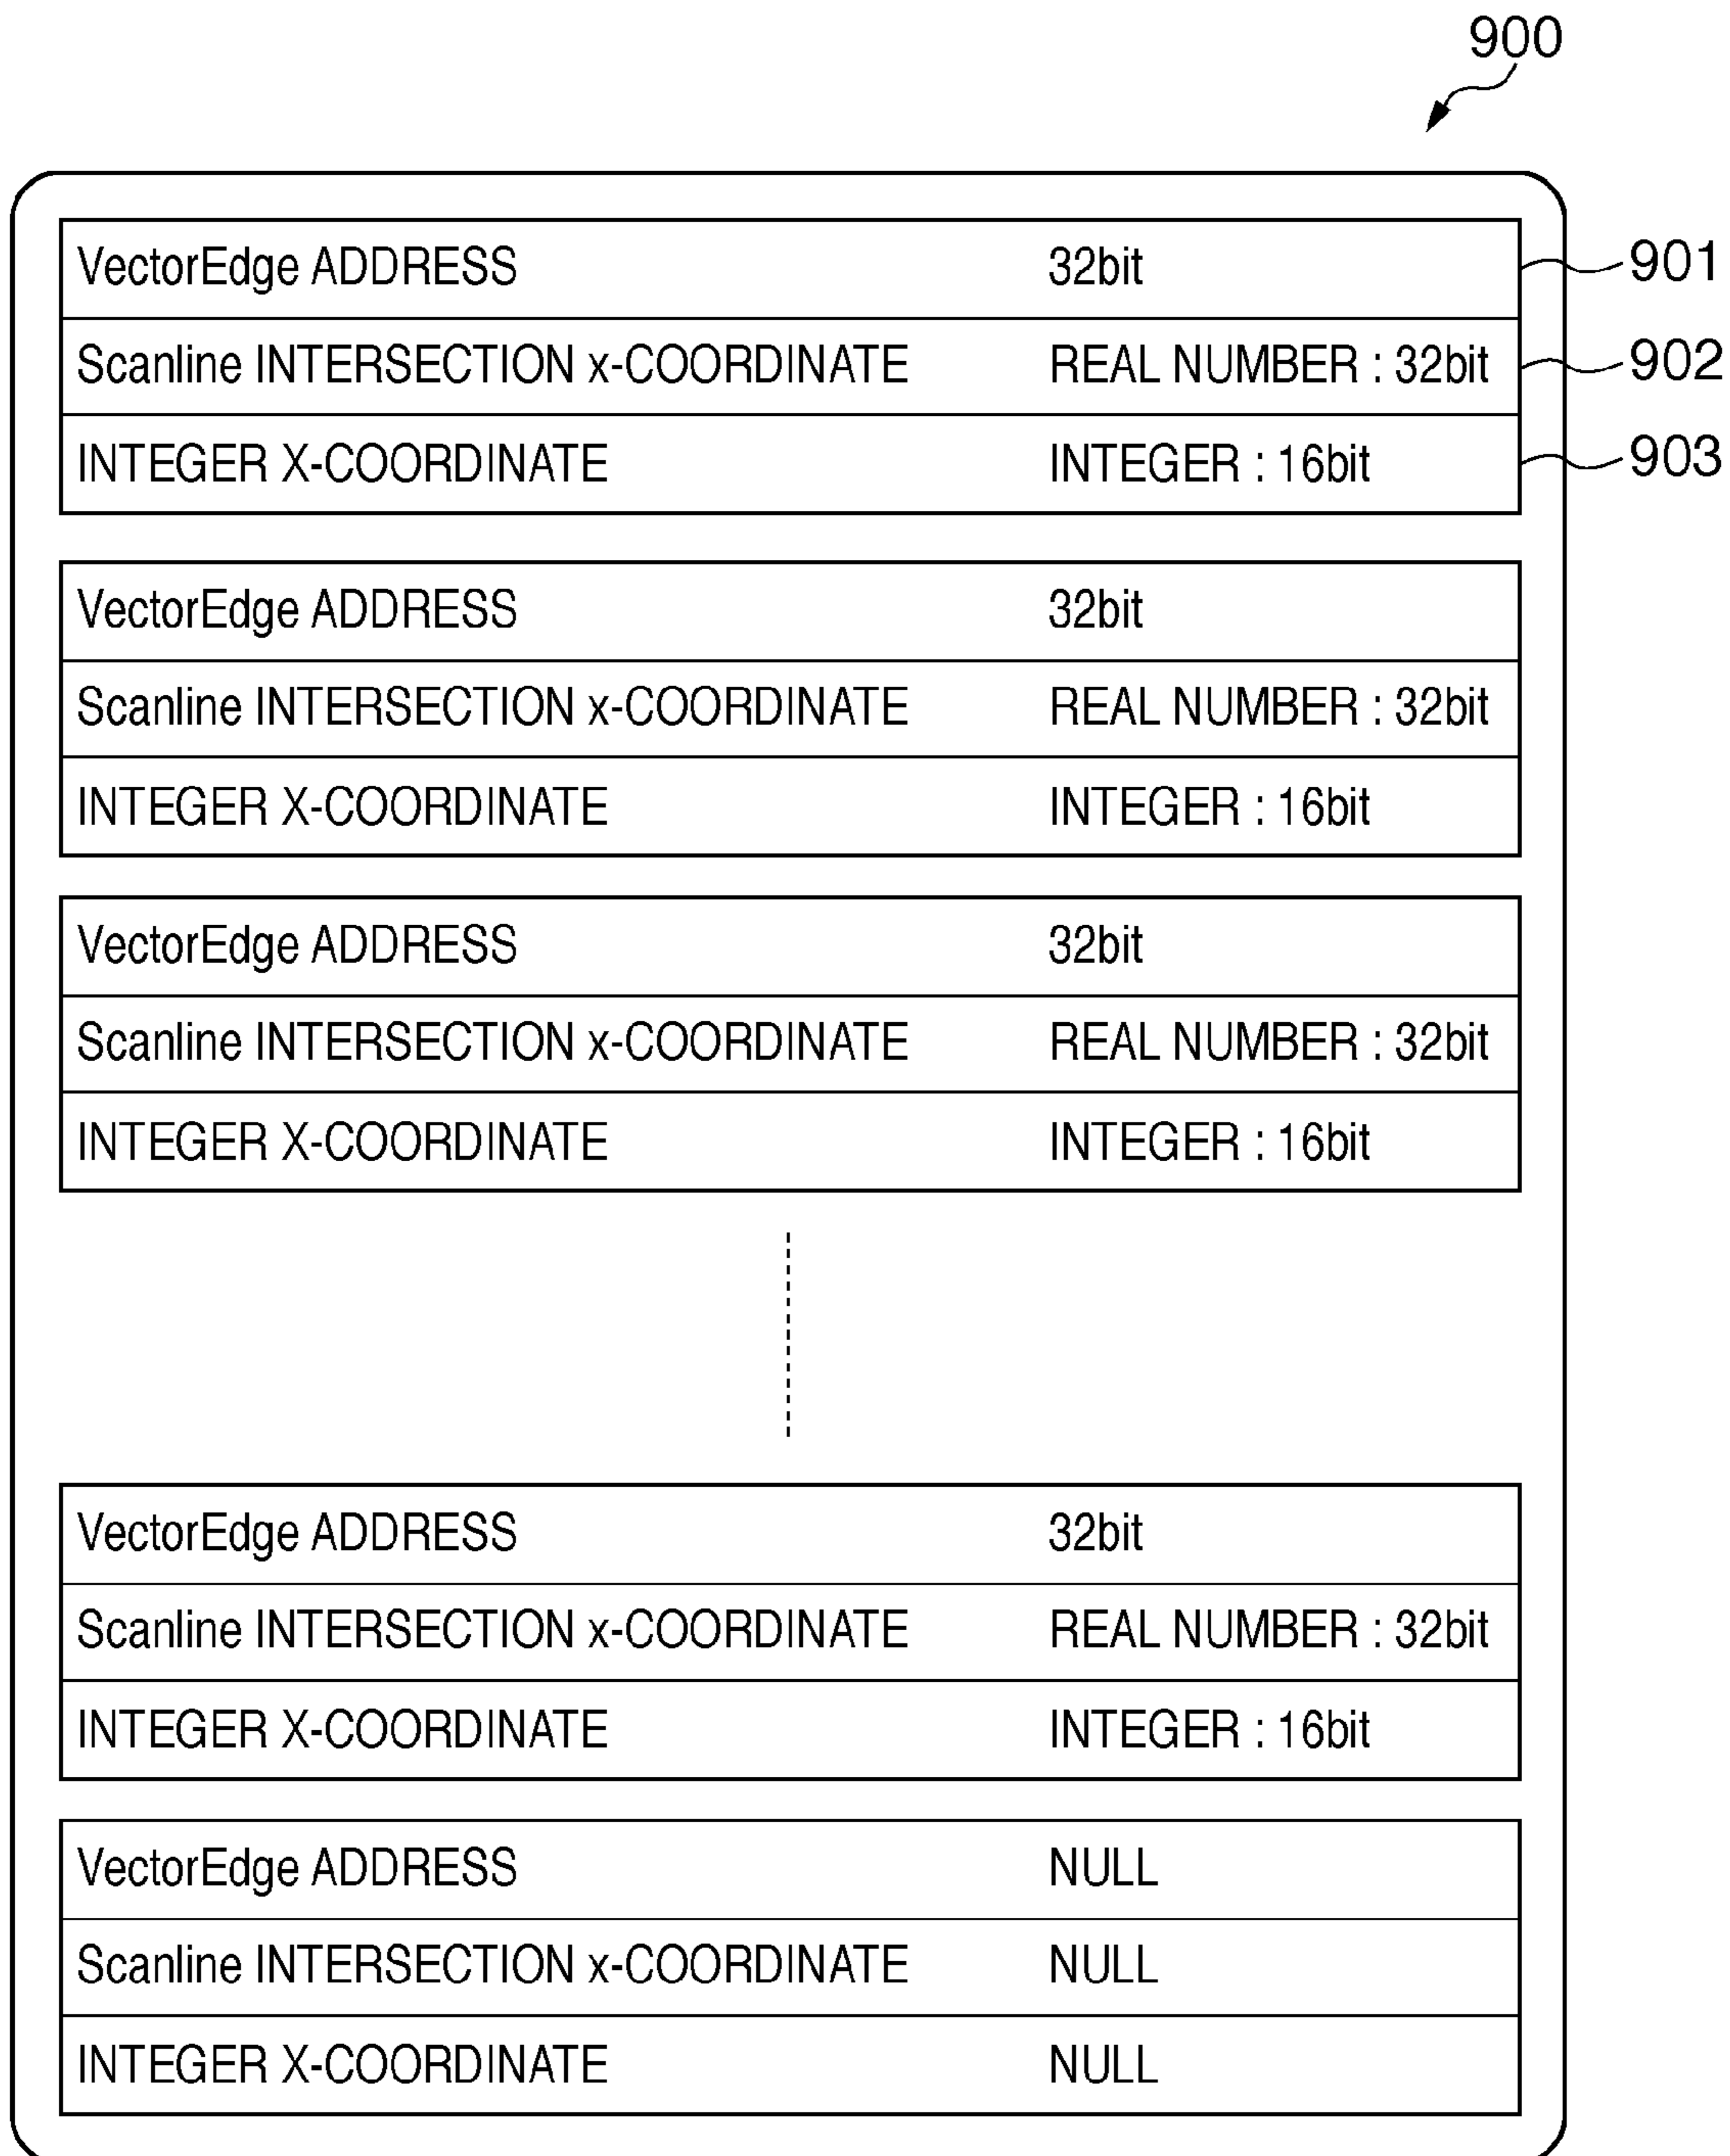 900
VectorEdge ADDRESS 32bit 901
Scanline INTERSECTION x-COORDINATE REAL NUMBER : 32bit 902
INTEGER X-COORDINATE INTEGER : 16bit 903
VectorEdge ADDRESS 32bit
Scanline INTERSECTION x-COORDINATE REAL NUMBER : 32bit
INTEGER X-COORDINATE INTEGER : 16bit
VectorEdge ADDRESS 32bit
Scanline INTERSECTION x-COORDINATE REAL NUMBER : 32bit
INTEGER X-COORDINATE INTEGER : 16bit
VectorEdge ADDRESS 32bit
Scanline INTERSECTION x-COORDINATE REAL NUMBER : 32bit
INTEGER X-COORDINATE INTEGER : 16bit
VectorEdge ADDRESS NULL
Scanline INTERSECTION x-COORDINATE NULL
INTEGER X-COORDINATE NULL